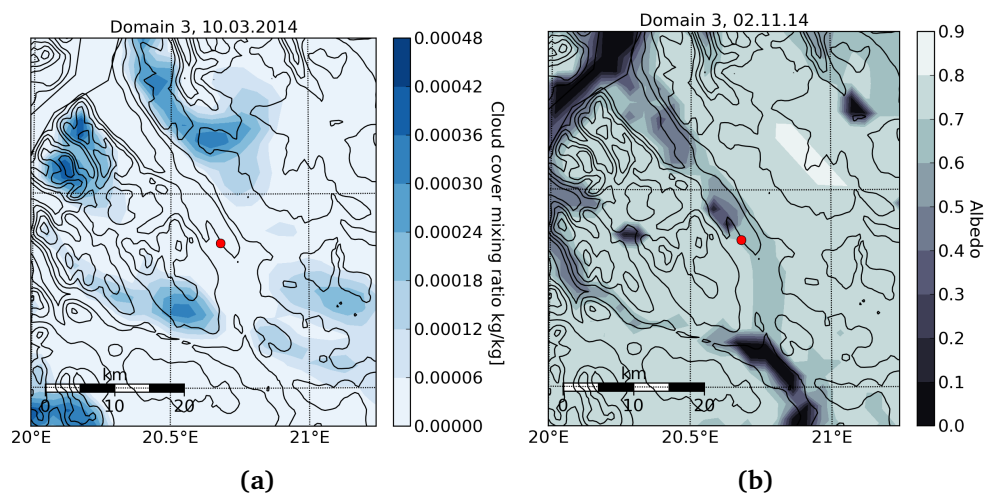 Domain 3, 10.03.2014
0.00048
0.00042
0.00036
0.00030
0.00024
0.00018
0.00012
0.00006
0.00000
Cloud cover mixing ratio kg/kg]
km
0 10 20
20°E 20.5°E 21°E
(a)
Domain 3, 02.11.14
0.9
0.8
0.7
0.6
0.5
0.4
0.3
0.2
0.1
0.0
Albedo
km
0 10 20
20°E 20.5°E 21°E
(b)